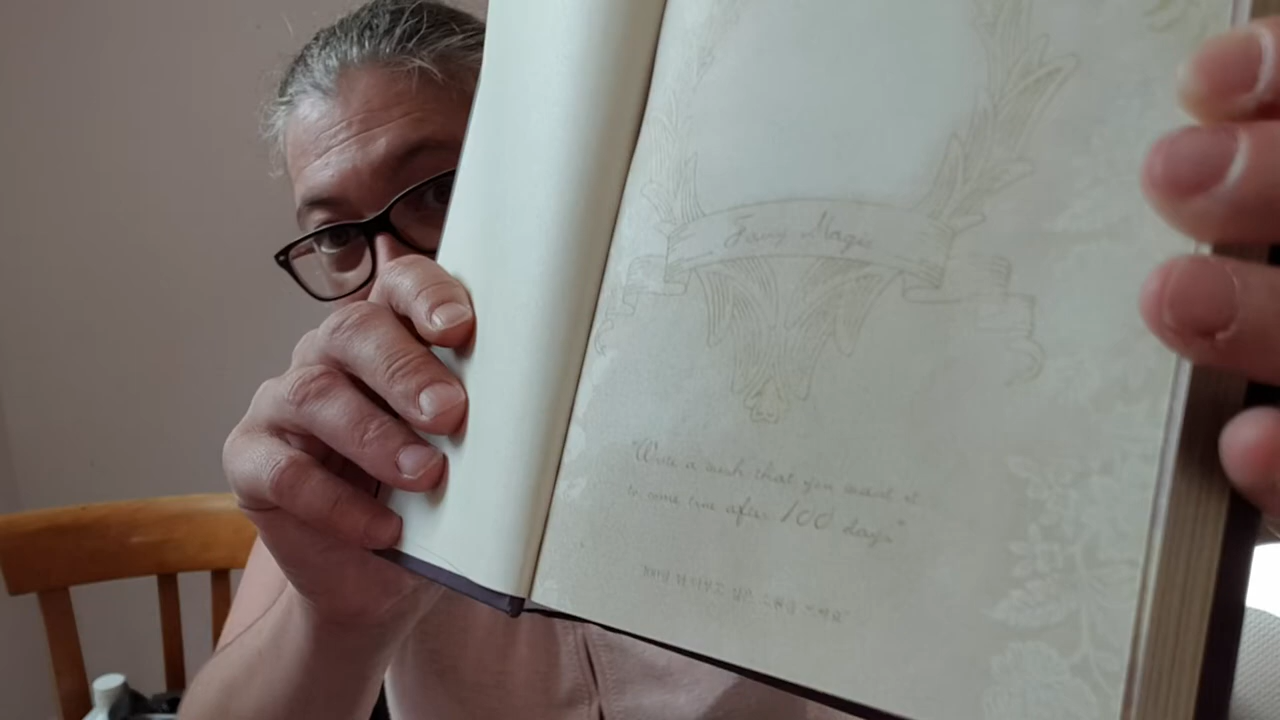 Fairy Magic
"Write a wish that you want it
to come true after 100 days"